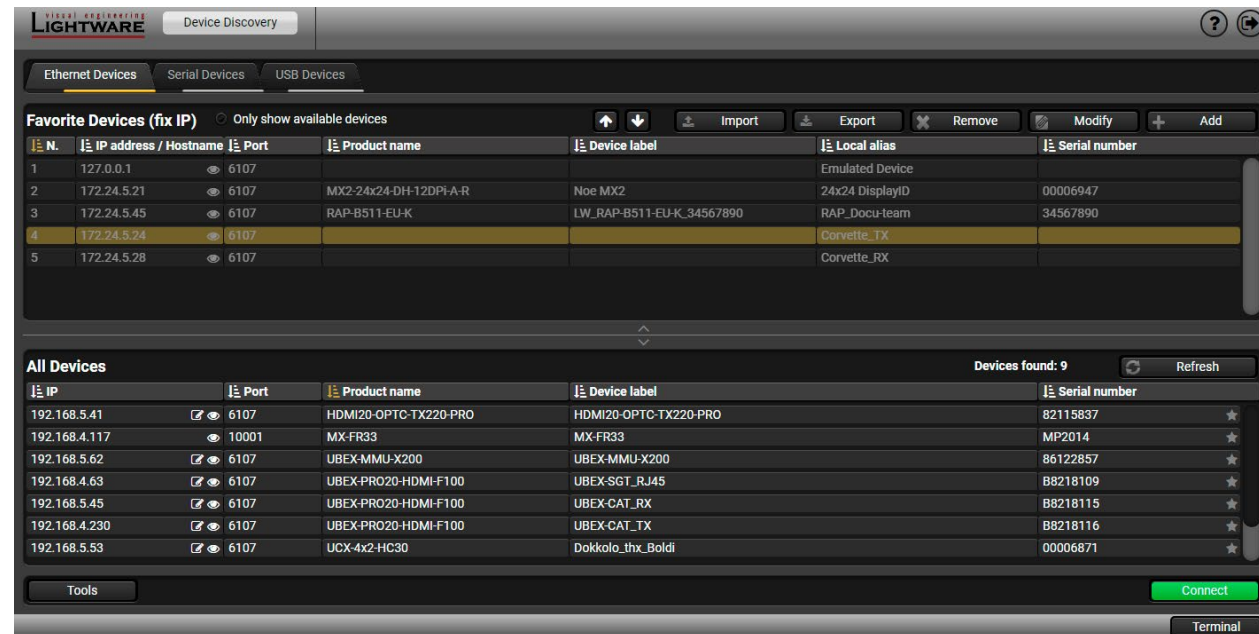 visual engineering
LIGHTWARE
Device Discovery
?
Ethernet Devices Serial Devices USB Devices
Favorite Devices (fix IP) Only show available devices Import Export Remove Modify Add
N. IP address / Hostname Port Product name Device label Local alias Serial number
1 127.0.0.1 6107 Emulated Device
2 172.24.5.21 6107 MX2-24x24-DH-12DPi-A-R Noe MX2 24x24 DisplayID 00006947
3 172.24.5.45 6107 RAP-B511-EU-K LW_RAP-B511-EU-K_34567890 RAP_Docu-team 34567890
4 172.24.5.24 6107 Corvette_TX
5 172.24.5.28 6107 Corvette_RX
All Devices Devices found: 9 Refresh
IP Port Product name Device label Serial number
192.168.5.41 6107 HDMI20-OPTC-TX220-PRO HDMI20-OPTC-TX220-PRO 82115837
192.168.4.117 10001 MX-FR33 MX-FR33 MP2014
192.168.5.62 6107 UBEX-MMU-X200 UBEX-MMU-X200 86122857
192.168.4.63 6107 UBEX-PRO20-HDMI-F100 UBEX-SGT_RJ45 B8218109
192.168.5.45 6107 UBEX-PRO20-HDMI-F100 UBEX-CAT_RX B8218115
192.168.4.230 6107 UBEX-PRO20-HDMI-F100 UBEX-CAT_TX B8218116
192.168.5.53 6107 UCX-4x2-HC30 Dokkolo_thx_Boldi 00006871
Tools Connect
Terminal